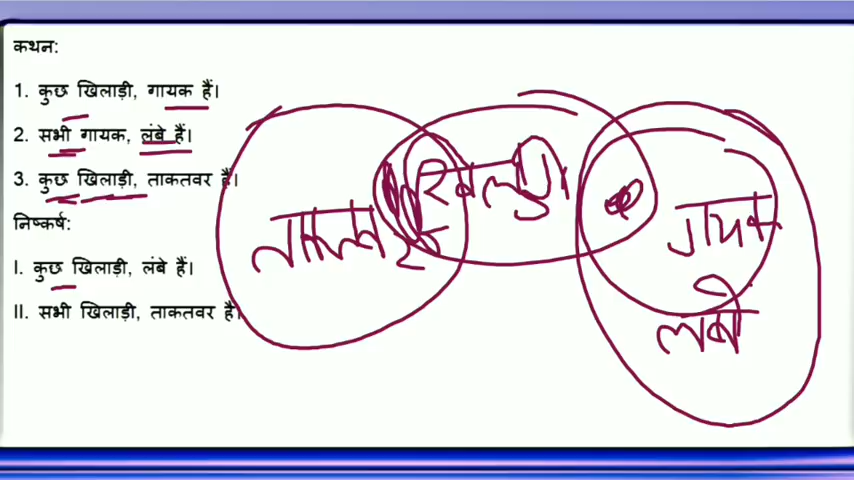 कथन:
1. कुछ खिलाड़ी, गायक हैं।
2. सभी गायक, लंबे हैं।
3. कुछ खिलाड़ी, ताकतवर हैं।
निष्कर्ष:
I. कुछ खिलाड़ी, लंबे हैं।
II. सभी खिलाड़ी, ताकतवर हैं।
गायक